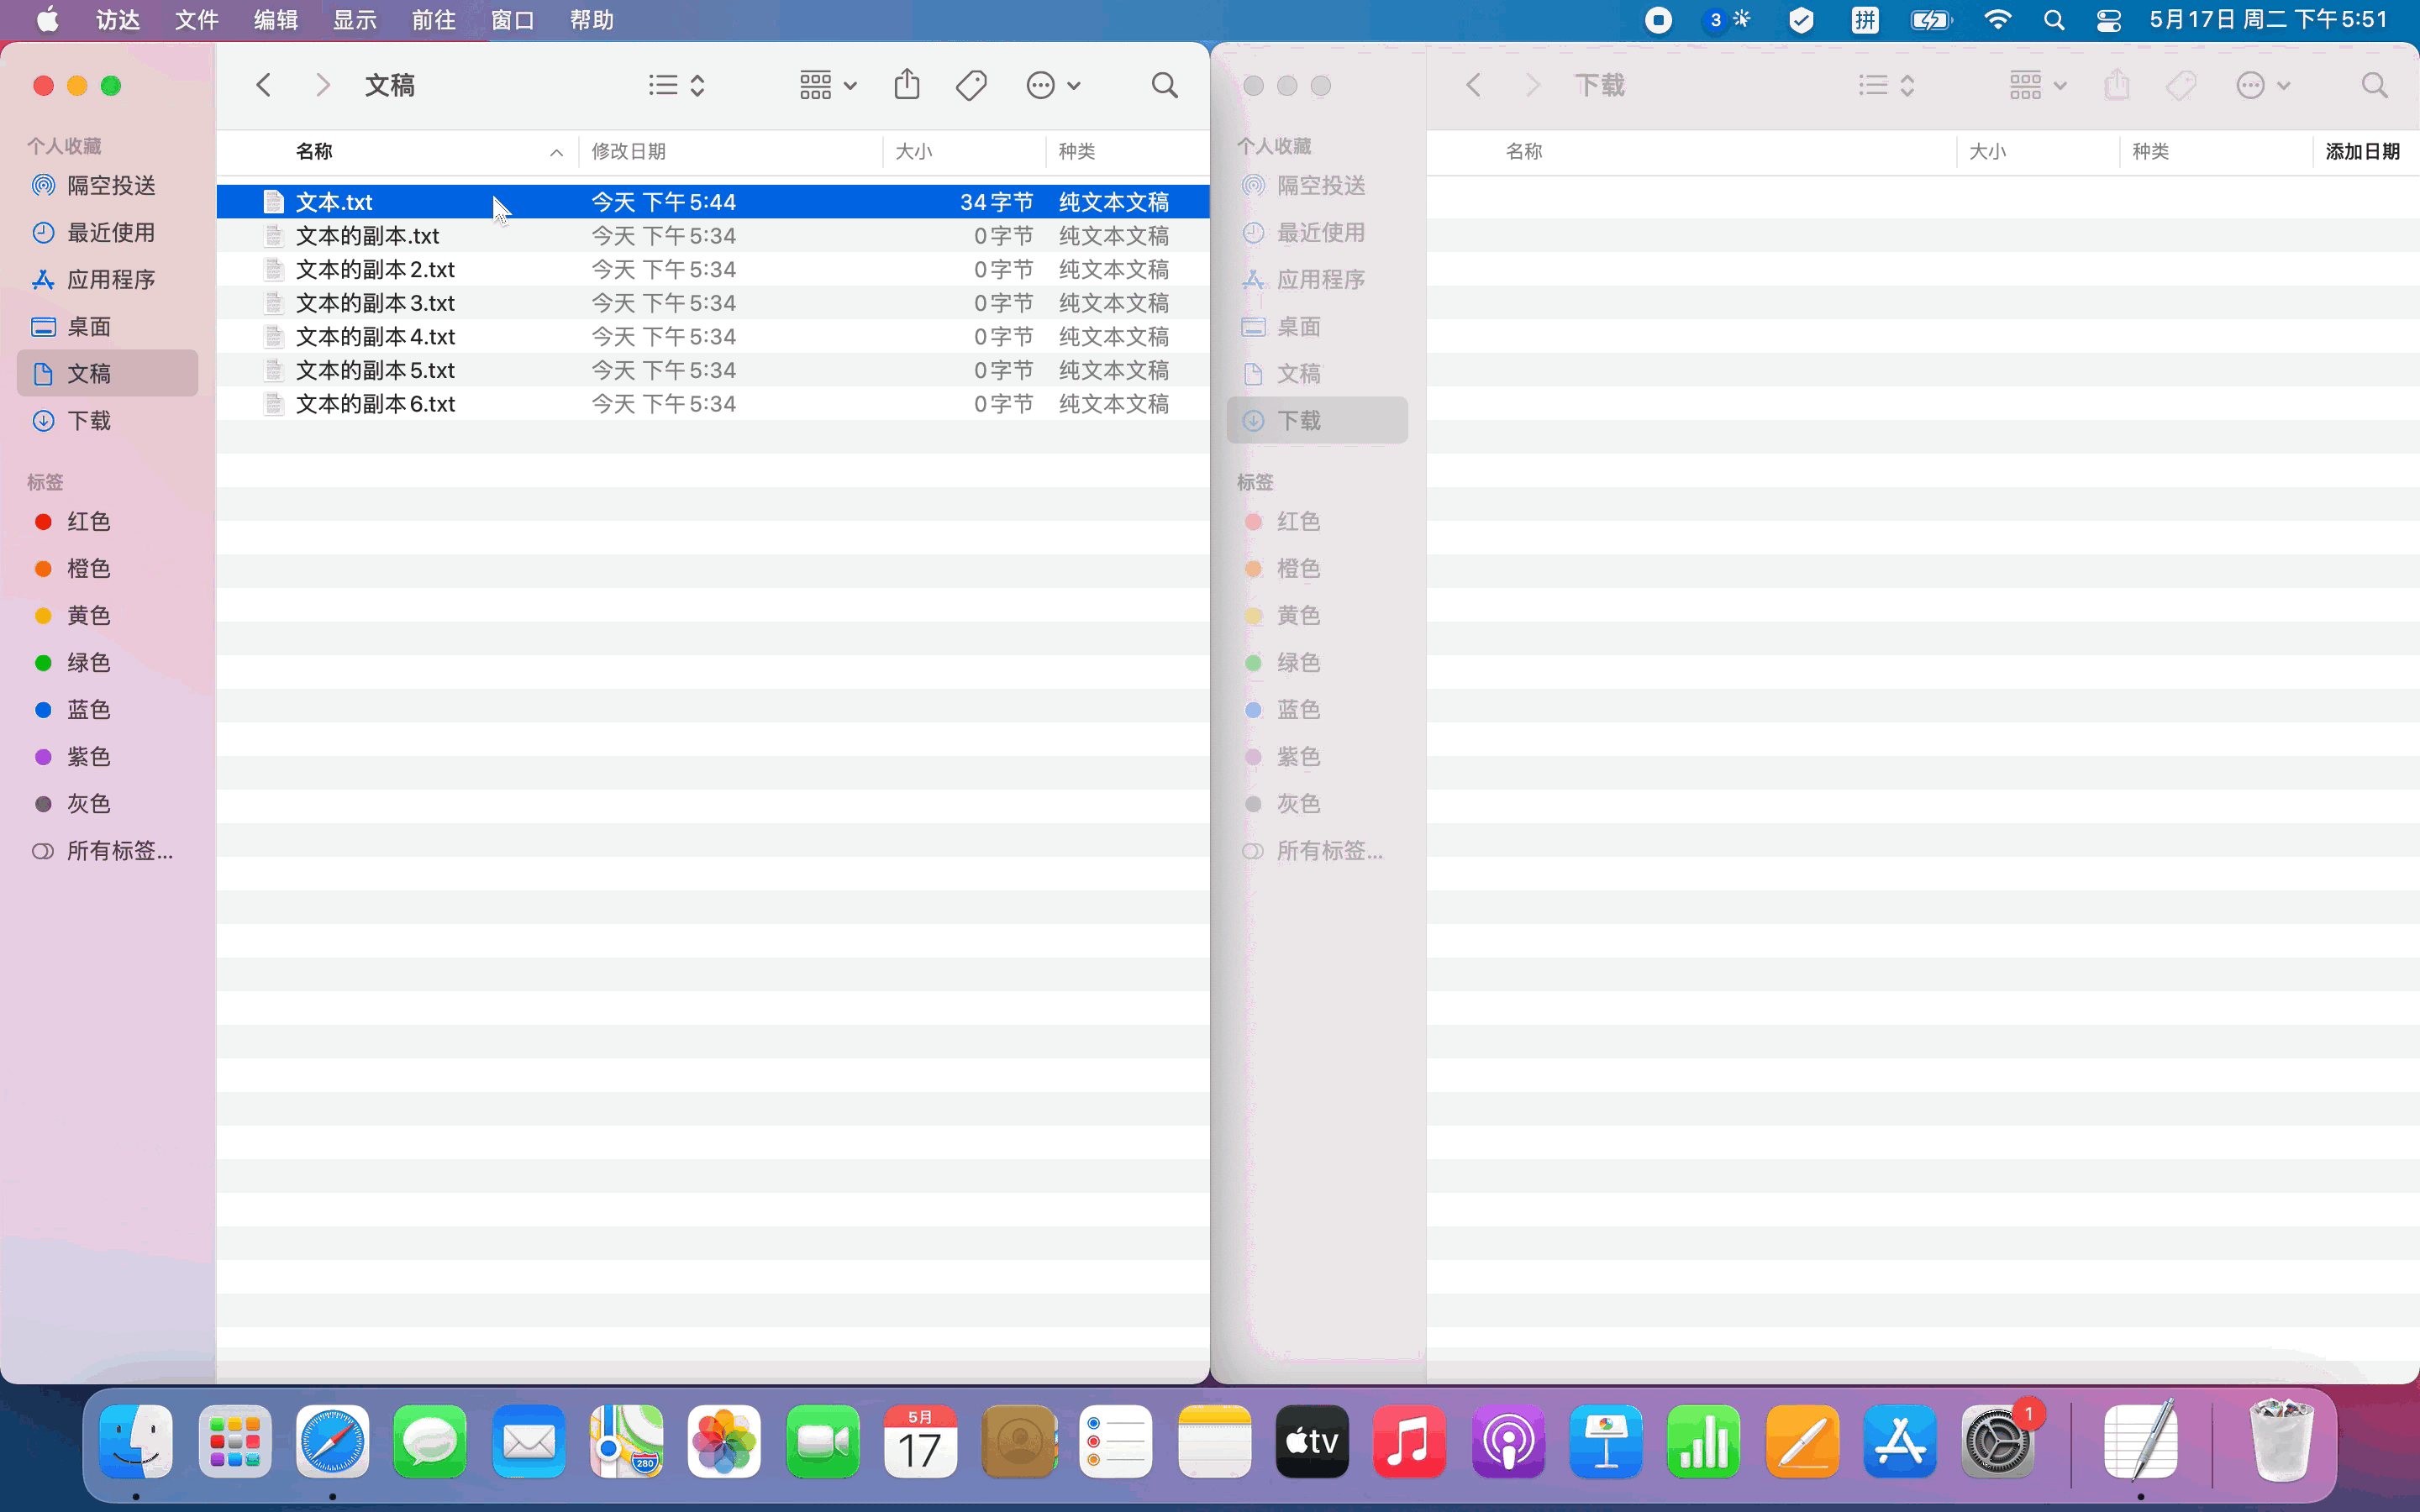 访达 文件 编辑 显示 前往 窗口 帮助 3 拼 5月17日 周二 下午5:51
文稿
个人收藏
隔空投送
最近使用
应用程序
桌面
文稿
下载
标签
红色
橙色
黄色
绿色
蓝色
紫色
灰色
所有标签...
名称 修改日期 大小 种类
文本.txt 今天 下午5:44 34字节 纯文本文稿
文本的副本.txt 今天 下午5:34 0字节 纯文本文稿
文本的副本2.txt 今天 下午5:34 0字节 纯文本文稿
文本的副本3.txt 今天 下午5:34 0字节 纯文本文稿
文本的副本4.txt 今天 下午5:34 0字节 纯文本文稿
文本的副本5.txt 今天 下午5:34 0字节 纯文本文稿
文本的副本6.txt 今天 下午5:34 0字节 纯文本文稿
下载
个人收藏
隔空投送
最近使用
应用程序
桌面
文稿
下载
标签
红色
橙色
黄色
绿色
蓝色
紫色
灰色
所有标签...
名称 大小 种类 添加日期
280
5月
17
tv
1